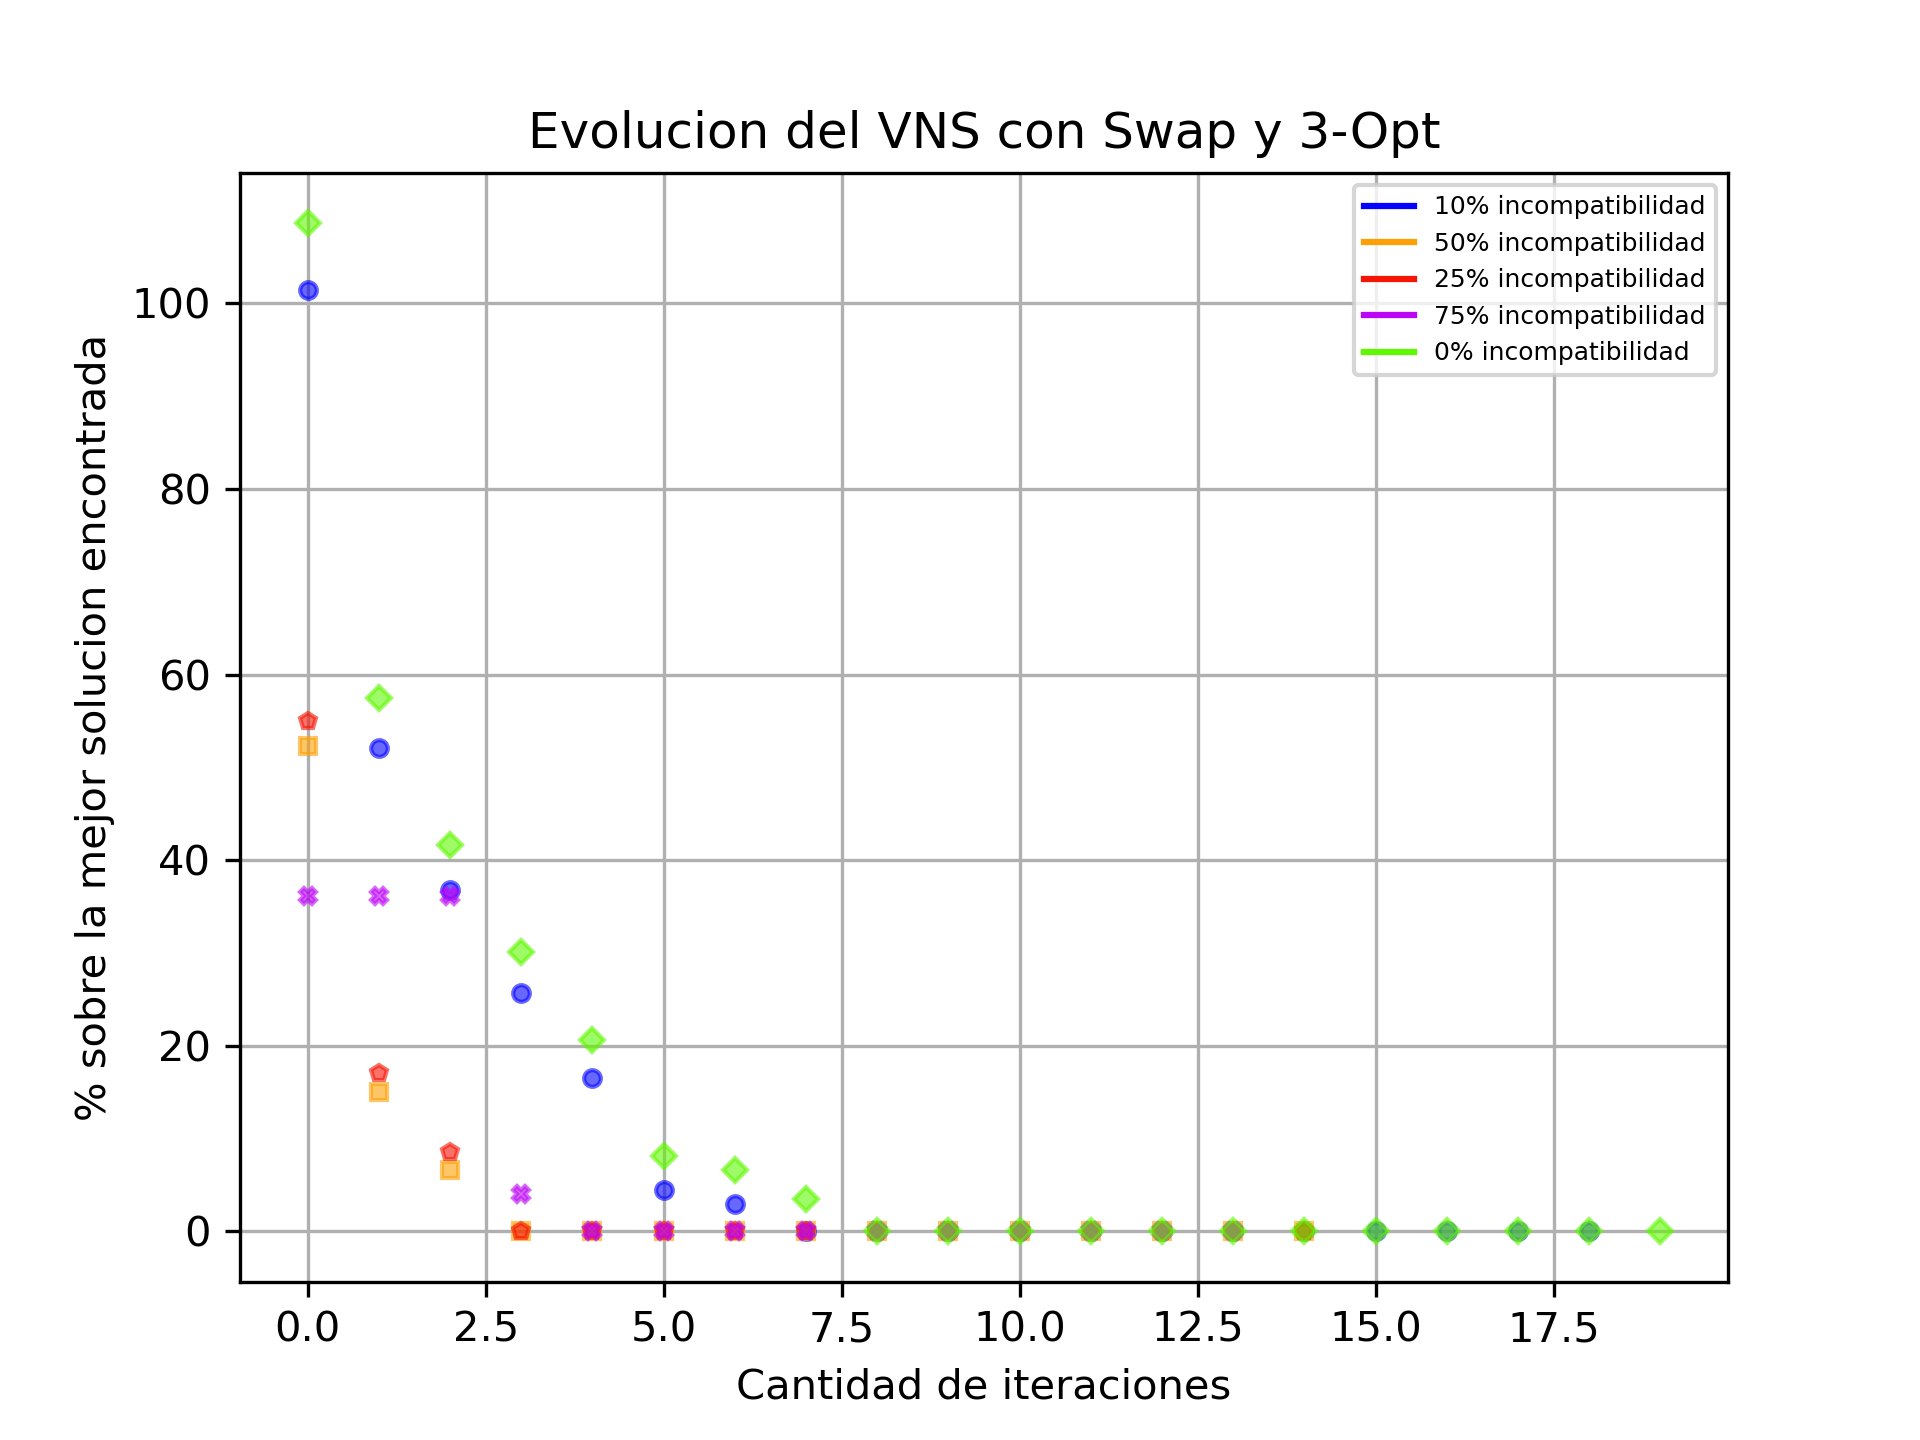 Evolucion del VNS con Swap y 3-Opt
10% incompatibilidad
50% incompatibilidad
25% incompatibilidad
75% incompatibilidad
0% incompatibilidad
% sobre la mejor solucion encontrada
100
80
60
40
20
0
0.0 2.5 5.0 7.5 10.0 12.5 15.0 17.5
Cantidad de iteraciones